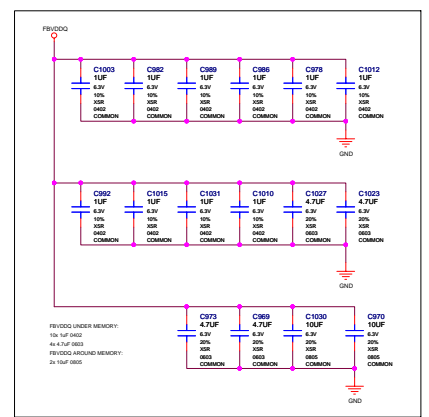 FBVDDQ
C1003 C982 C989 C986 C978 C1012
1UF 1UF 1UF 1UF 1UF 1UF
6.3V 6.3V 6.3V 6.3V 6.3V 6.3V
10% 10% 10% 10% 10% 10%
X5R X5R X5R X5R X5R X5R
0402 0402 0402 0402 0402 0402
COMMON COMMON COMMON COMMON COMMON COMMON
GND
C992 C1015 C1031 C1010 C1027 C1023
1UF 1UF 1UF 1UF 4.7UF 4.7UF
6.3V 6.3V 6.3V 6.3V 6.3V 6.3V
10% 10% 10% 10% 20% 20%
X5R X5R X5R X5R X5R X5R
0402 0402 0402 0402 0603 0603
COMMON COMMON COMMON COMMON COMMON COMMON
GND
C973 C969 C1030 C970
4.7UF 4.7UF 10UF 10UF
6.3V 6.3V 6.3V 6.3V
20% 20% 20% 20%
X5R X5R X5R X5R
0603 0603 0805 0805
COMMON COMMON COMMON COMMON
GND
FBVDDQ UNDER MEMORY:
10x 1uF 0402
4x 4.7uF 0603
FBVDDQ AROUND MEMORY:
2x 10uF 0805